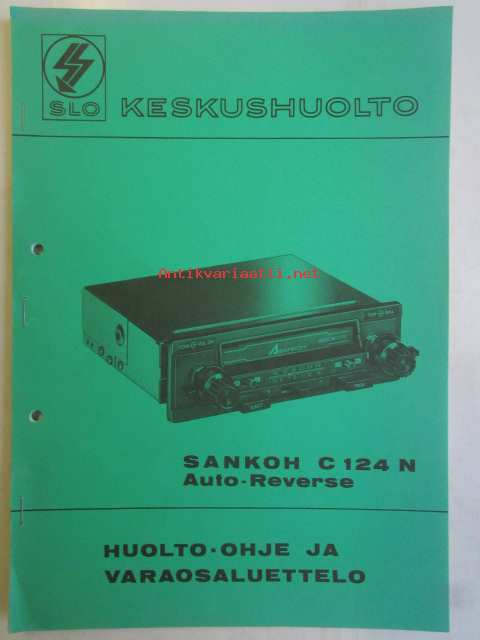 SLO
KESKUSHUOLTO
Antikvariaatti.net
SANKOH C 124 N
Auto-Reverse
HUOLTO-OHJE JA
VARAOSALUETTELO